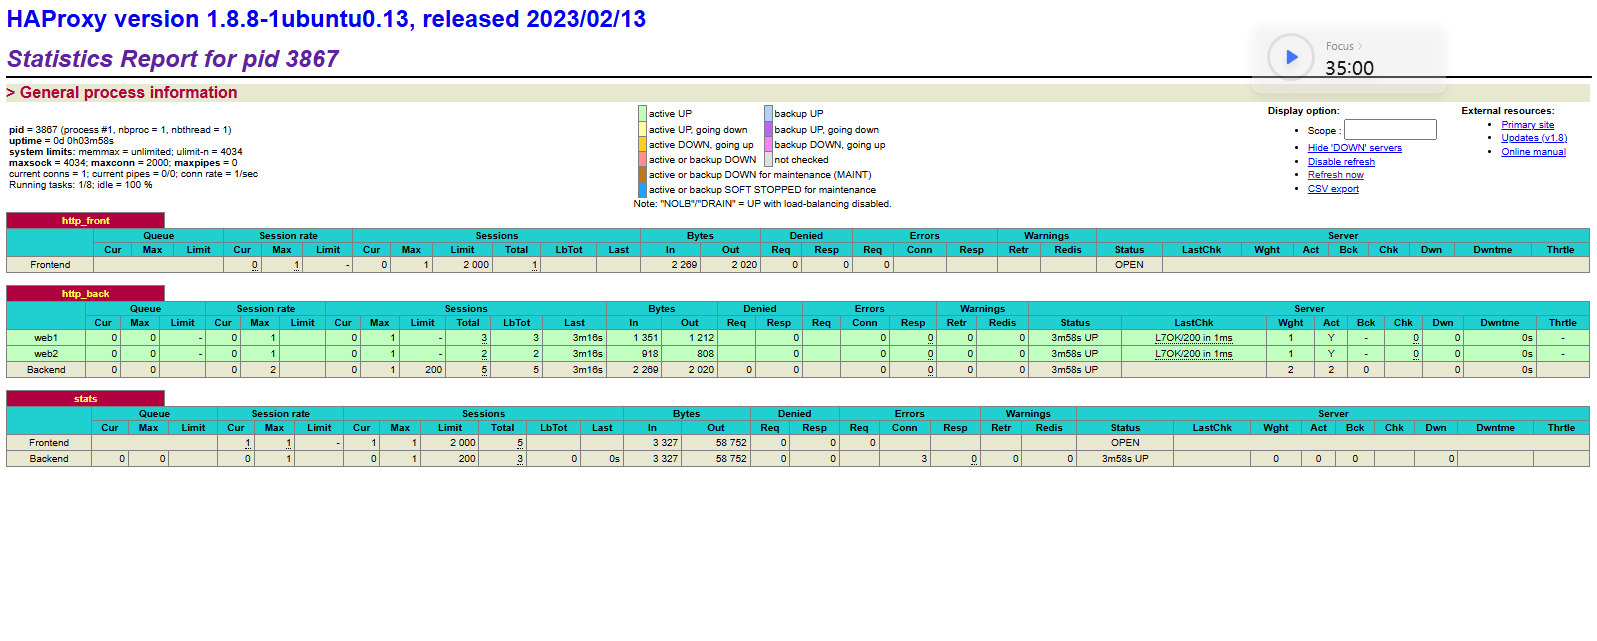 HAProxy version 1.8.8-1ubuntu0.13, released 2023/02/13
Statistics Report for pid 3867
Focus >
35:00
> General process information
pid = 3867 (process #1, nbproc = 1, nbthread = 1)
uptime = 0d 0h03m58s
system limits: memmax = unlimited; ulimit-n = 4034
maxsock = 4034; maxconn = 2000; maxpipes = 0
current conns = 1; current pipes = 0/0; conn rate = 1/sec
Running tasks: 1/8; idle = 100 %
active UP backup UP
active UP, going down backup UP, going down
active DOWN, going up backup DOWN, going up
active or backup DOWN not checked
active or backup DOWN for maintenance (MAINT)
active or backup SOFT STOPPED for maintenance
Note: "NOLB"/"DRAIN" = UP with load-balancing disabled.
Display option:
• Scope :
• Hide 'DOWN' servers
• Disable refresh
• Refresh now
• CSV export
External resources:
• Primary site
• Updates (v1.8)
• Online manual
http_front
Queue Session rate Sessions Bytes Denied Errors Warnings Server
Cur Max Limit Cur Max Limit Cur Max Limit Total LbTot Last In Out Req Resp Req Conn Resp Retr Redis Status LastChk Wght Act Bck Chk Dwn Dwntme Thrtle
Frontend 0 1 - 0 1 2 000 1 2 269 2 020 0 0 0 OPEN
http_back
Queue Session rate Sessions Bytes Denied Errors Warnings Server
Cur Max Limit Cur Max Limit Cur Max Limit Total LbTot Last In Out Req Resp Req Conn Resp Retr Redis Status LastChk Wght Act Bck Chk Dwn Dwntme Thrtle
web1 0 0 - 0 1 0 1 - 3 3 3m16s 1 351 1 212 0 0 0 0 0 3m58s UP L7OK/200 in 1ms 1 Y - 0 0 0s -
web2 0 0 - 0 1 0 1 - 2 2 3m16s 918 808 0 0 0 0 0 3m58s UP L7OK/200 in 1ms 1 Y - 0 0 0s -
Backend 0 0 0 2 0 1 200 5 5 3m16s 2 269 2 020 0 0 0 0 0 0 3m58s UP 2 2 0 0 0s
stats
Queue Session rate Sessions Bytes Denied Errors Warnings Server
Cur Max Limit Cur Max Limit Cur Max Limit Total LbTot Last In Out Req Resp Req Conn Resp Retr Redis Status LastChk Wght Act Bck Chk Dwn Dwntme Thrtle
Frontend 1 1 - 1 1 2 000 5 3 327 58 752 0 0 0 OPEN
Backend 0 0 0 1 0 1 200 3 0 0s 3 327 58 752 0 0 3 0 0 0 3m58s UP 0 0 0 0